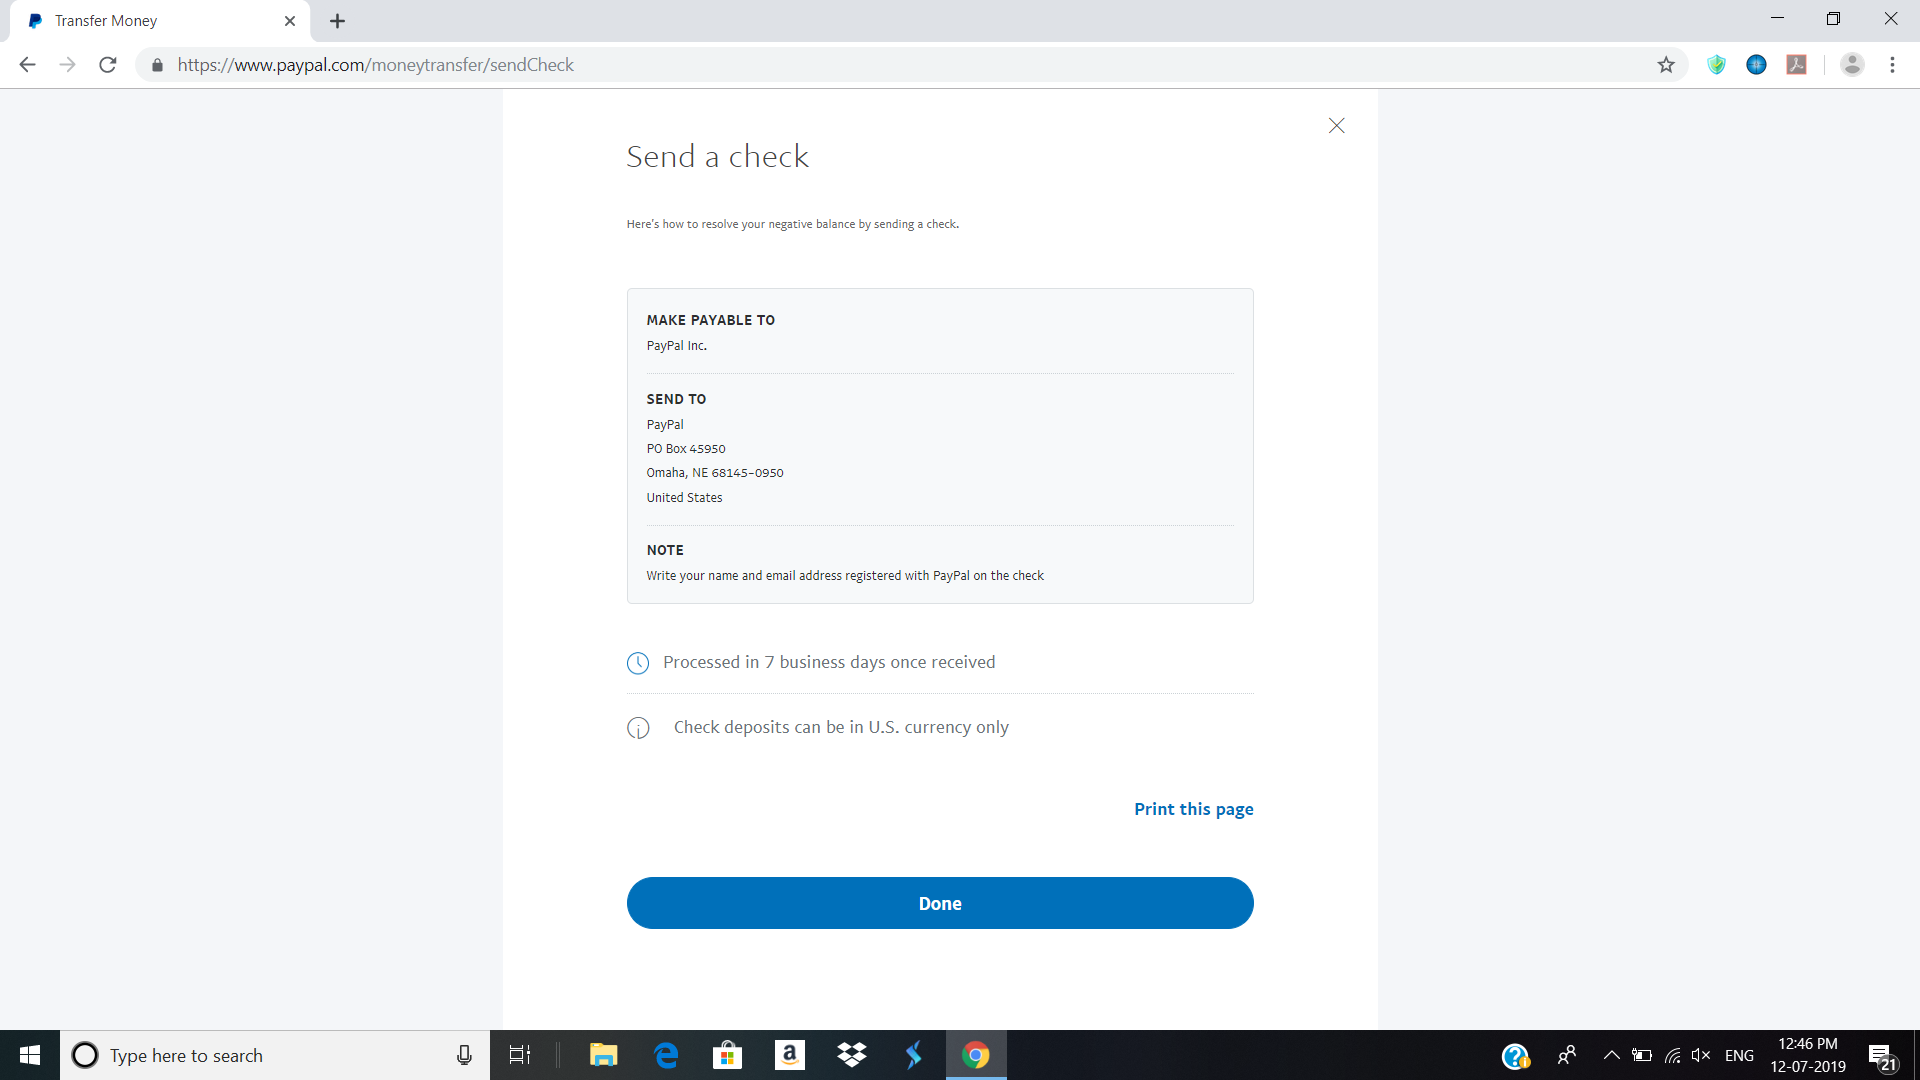 Transfer Money
https://www.paypal.com/moneytransfer/sendCheck
Send a check
Here's how to resolve your negative balance by sending a check.
MAKE PAYABLE TO
PayPal Inc.
SEND TO
PayPal
PO Box 45950
Omaha, NE 68145-0950
United States
NOTE
Write your name and email address registered with PayPal on the check
Processed in 7 business days once received
Check deposits can be in U.S. currency only
Print this page
Done
Type here to search
ENG
12:46 PM
12-07-2019
21